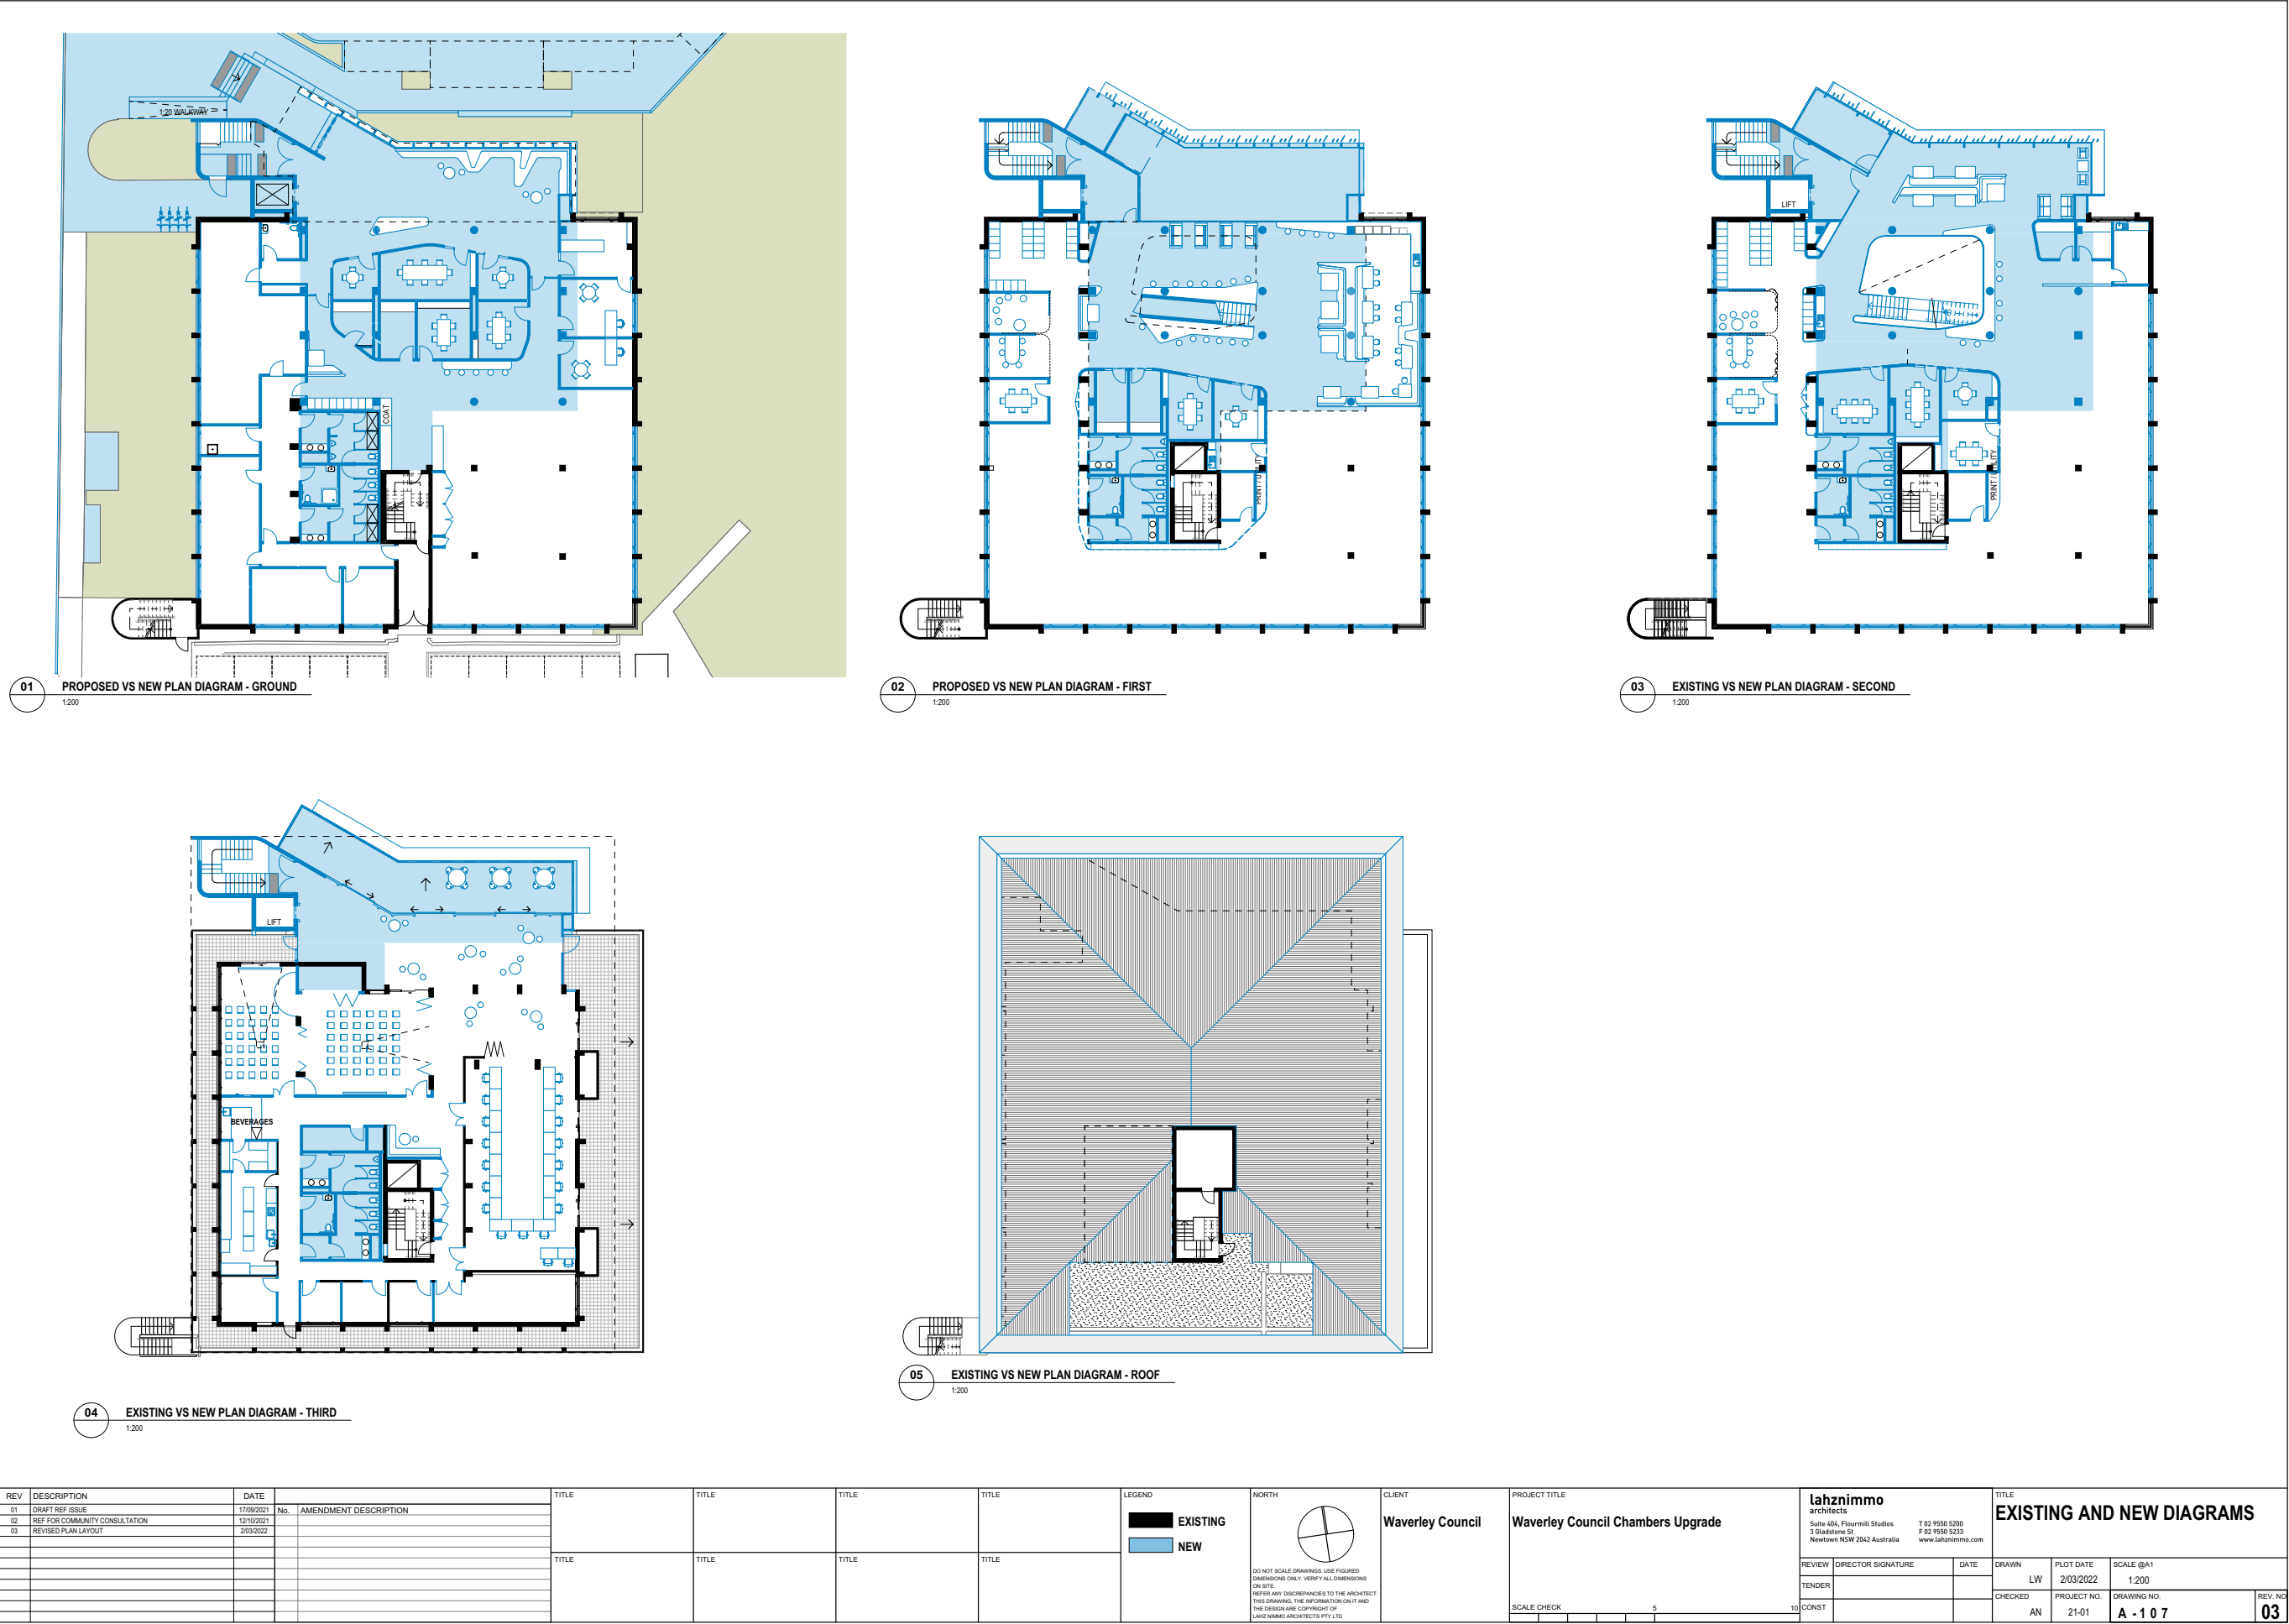 1:20 WALKWAY
COAT
01 PROPOSED VS NEW PLAN DIAGRAM - GROUND
1:200
PRINT / UTILITY
02 PROPOSED VS NEW PLAN DIAGRAM - FIRST
1:200
LIFT
PRINT / UTILITY
03 EXISTING VS NEW PLAN DIAGRAM - SECOND
1:200
LIFT
BEVERAGES
04 EXISTING VS NEW PLAN DIAGRAM - THIRD
1:200
05 EXISTING VS NEW PLAN DIAGRAM - ROOF
1:200
REV DESCRIPTION DATE
01 DRAFT REF ISSUE 17/09/2021
02 REF FOR COMMUNITY CONSULTATION 12/10/2021
03 REVISED PLAN LAYOUT 2/03/2022
No. AMENDMENT DESCRIPTION
TITLE TITLE TITLE TITLE
TITLE TITLE TITLE TITLE
LEGEND
EXISTING
NEW
NORTH
DO NOT SCALE DRAWINGS. USE FIGURED
DIMENSIONS ONLY. VERIFY ALL DIMENSIONS
ON SITE.
REFER ANY DISCREPANCIES TO THE ARCHITECT.
THIS DRAWING, THE INFORMATION ON IT AND
THE DESIGN ARE COPYRIGHT OF
LAHZ NIMMO ARCHITECTS PTY LTD
CLIENT
Waverley Council
PROJECT TITLE
Waverley Council Chambers Upgrade
SCALE CHECK 5 10
lahznimmo
architects
Suite 404, Flourmill Studios T 02 9550 5200
3 Gladstone St F 02 9550 5233
Newtown NSW 2042 Australia www.lahznimmo.com
REVIEW DIRECTOR SIGNATURE DATE
TENDER
CONST
TITLE
EXISTING AND NEW DIAGRAMS
DRAWN PLOT DATE SCALE @A1
LW 2/03/2022 1:200
CHECKED PROJECT NO. DRAWING NO. REV. NO
AN 21-01 A - 1 0 7 03